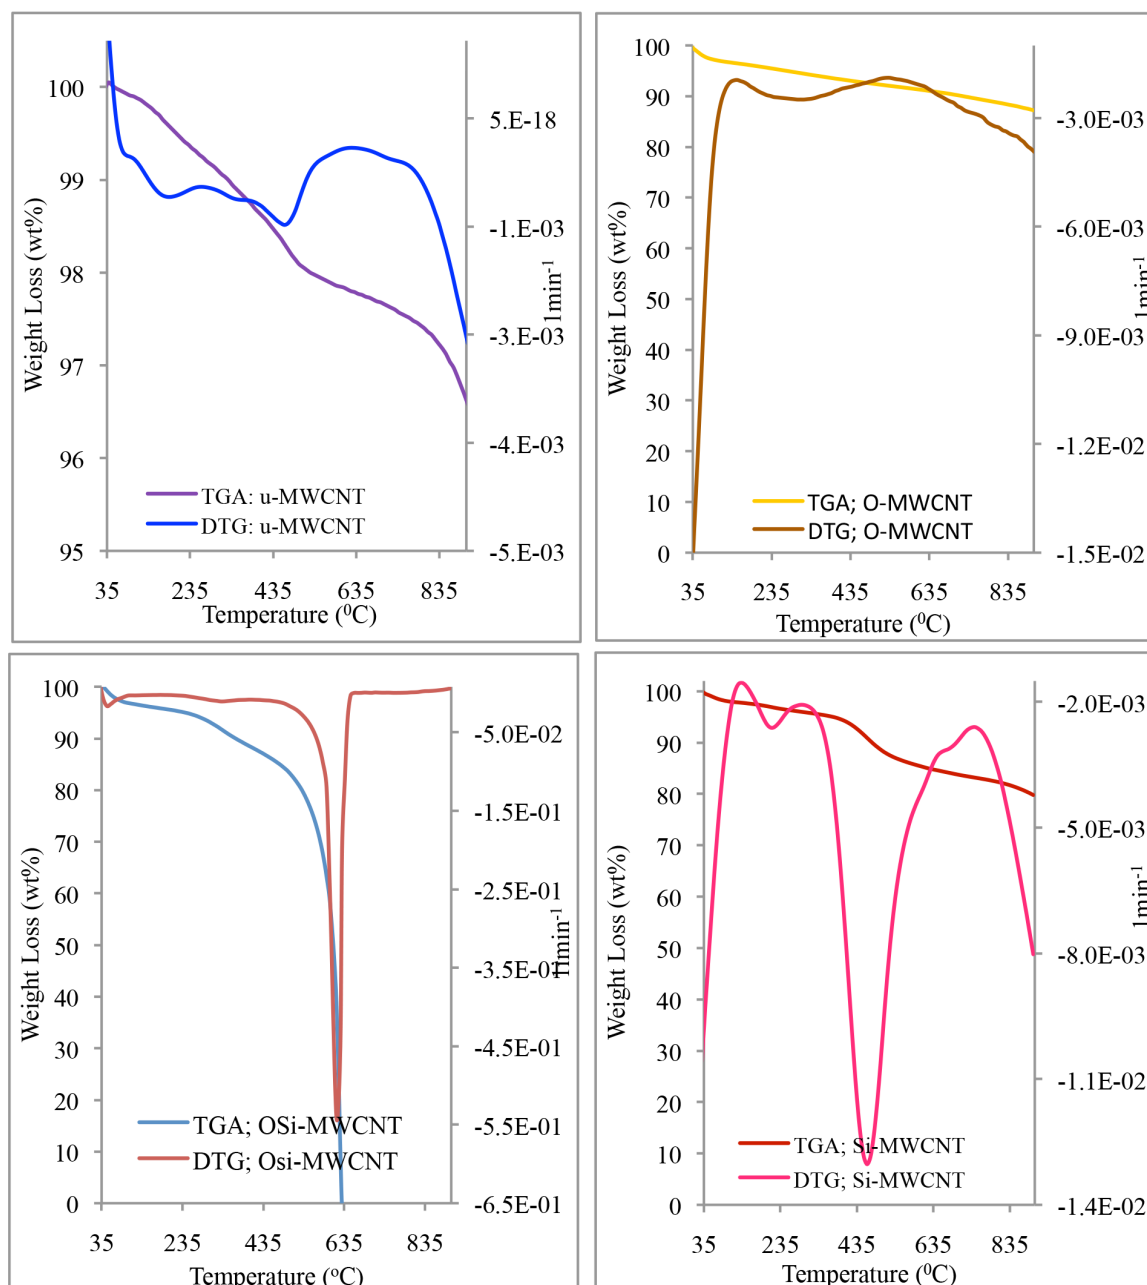 100
99
98
97
96
95
5.E-18
-1.E-03
-3.E-03
-4.E-03
-5.E-03
Weight Loss (wt%)
1min-1
TGA: u-MWCNT
DTG: u-MWCNT
35 235 435 635 835
Temperature (0C)
100
90
80
70
60
50
40
30
20
10
0
-3.0E-03
-6.0E-03
-9.0E-03
-1.2E-02
-1.5E-02
Weight Loss (wt%)
1min-1
TGA; O-MWCNT
DTG; O-MWCNT
35 235 435 635 835
Temperature (0C)
100
90
80
70
60
50
40
30
20
10
0
-5.0E-02
-1.5E-01
-2.5E-01
-3.5E-01
-4.5E-01
-5.5E-01
-6.5E-01
Weight Loss (wt%)
TGA; OSi-MWCNT
DTG; Osi-MWCNT
35 235 435 635 835
Temperature (oC)
100
90
80
70
60
50
40
30
20
10
0
-2.0E-03
-5.0E-03
-8.0E-03
-1.1E-02
-1.4E-02
Weight Loss (wt%)
1min-1
TGA; Si-MWCNT
DTG; Si-MWCNT
35 235 435 635 835
Temperature (0C)